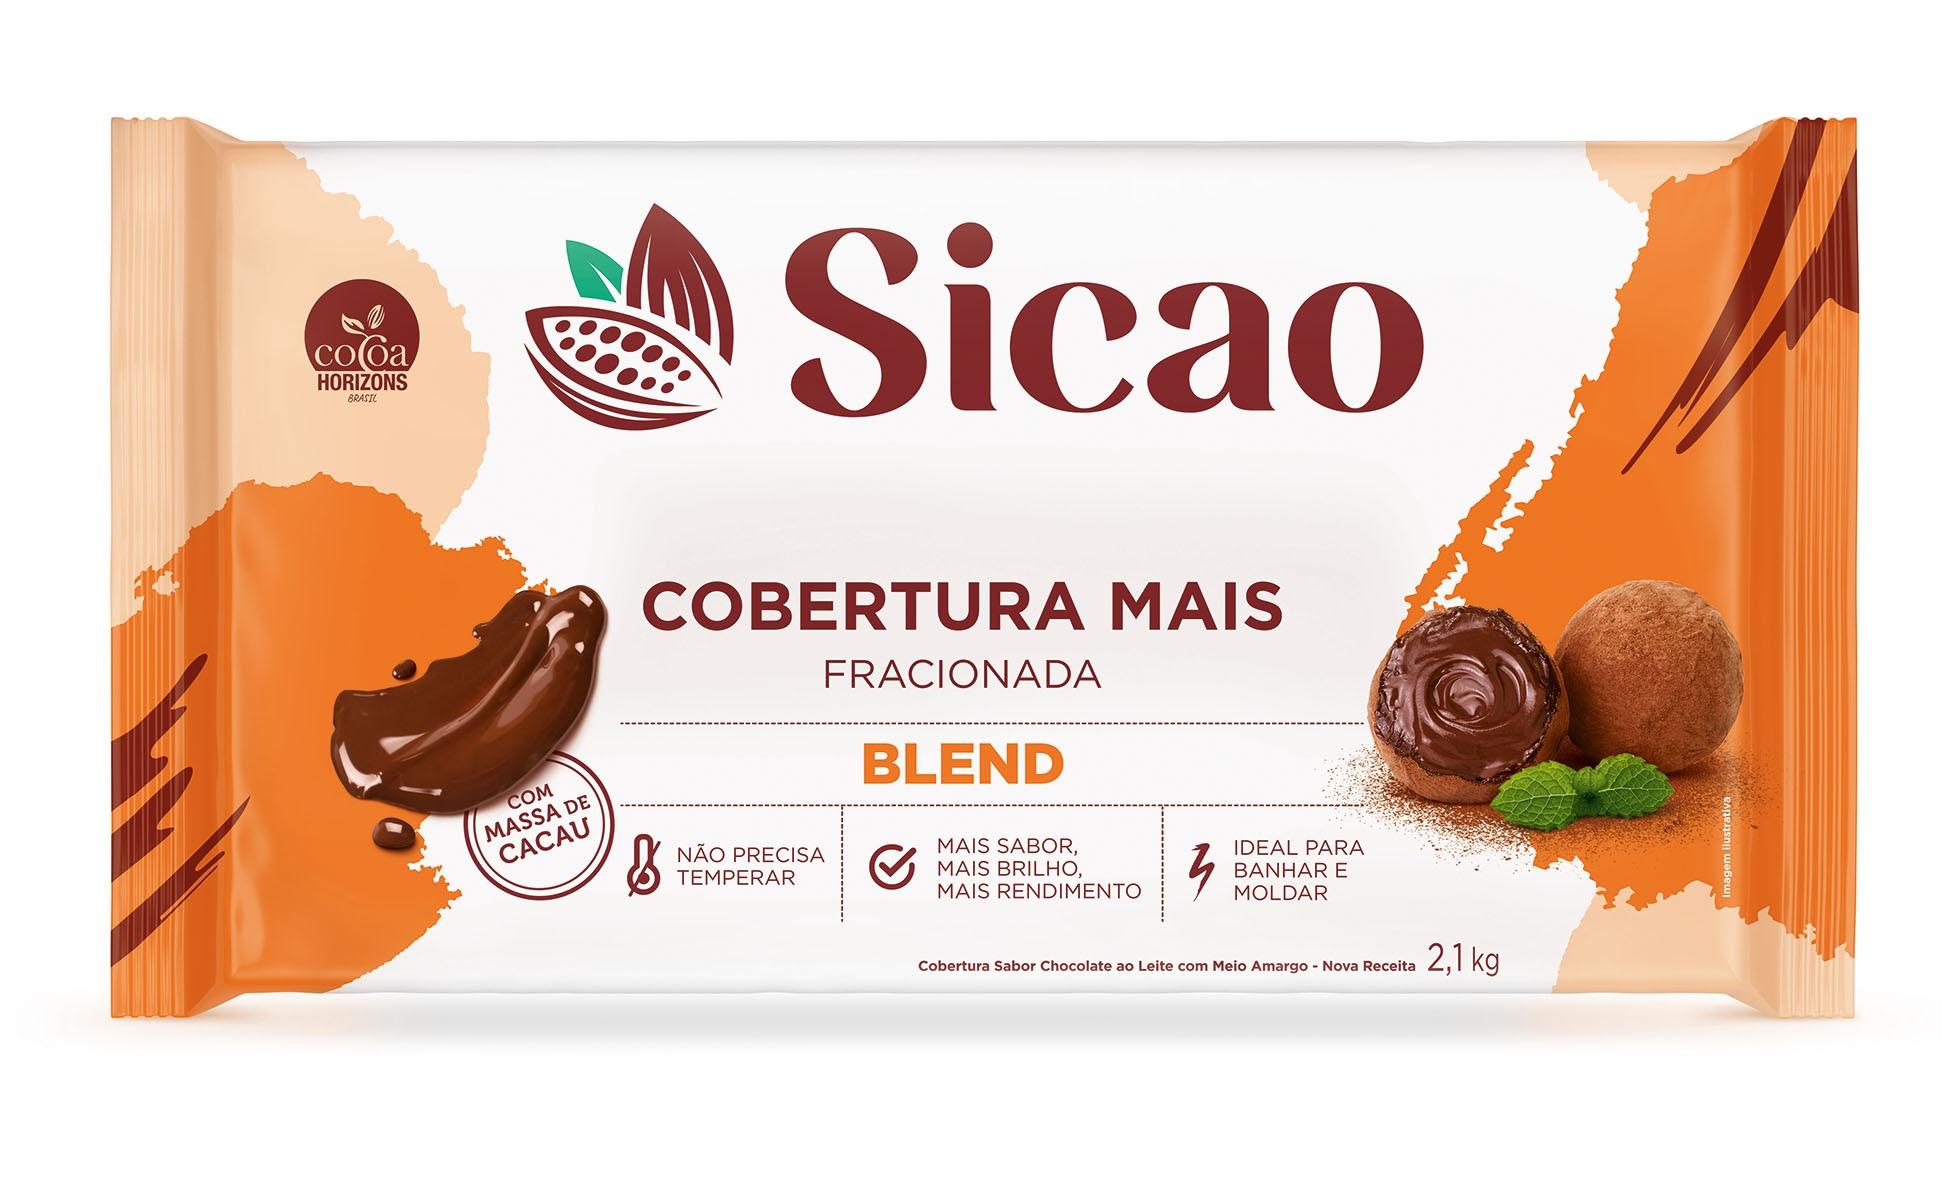 Sicao
cocoa
HORIZONS
BRASIL
COBERTURA MAIS
FRACIONADA
BLEND
COM
MASSA DE
CACAU
NÃO PRECISA
TEMPERAR
MAIS SABOR,
MAIS BRILHO,
MAIS RENDIMENTO
IDEAL PARA
BANHAR E
MOLDAR
Imagem ilustrativa
Cobertura Sabor Chocolate ao Leite com Meio Amargo - Nova Receita 2,1 kg